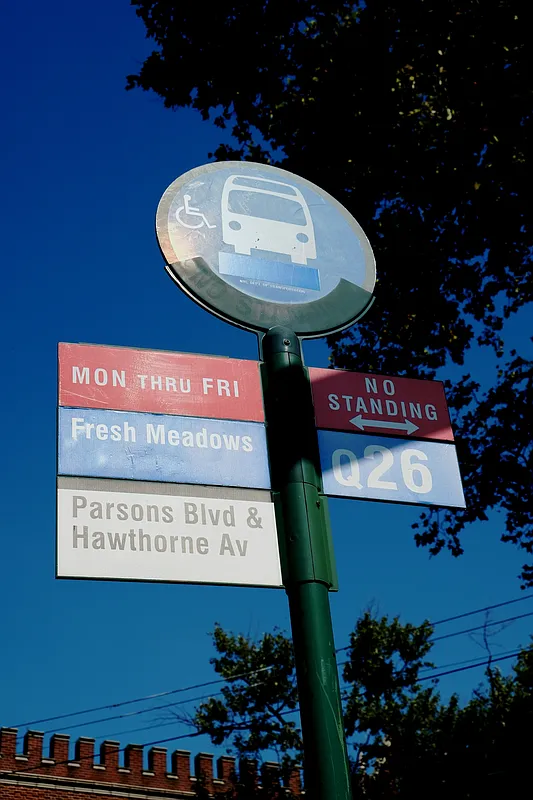 MON THRU FRI
Fresh Meadows
Parsons Blvd &
Hawthorne Av
NO
STANDING
Q26